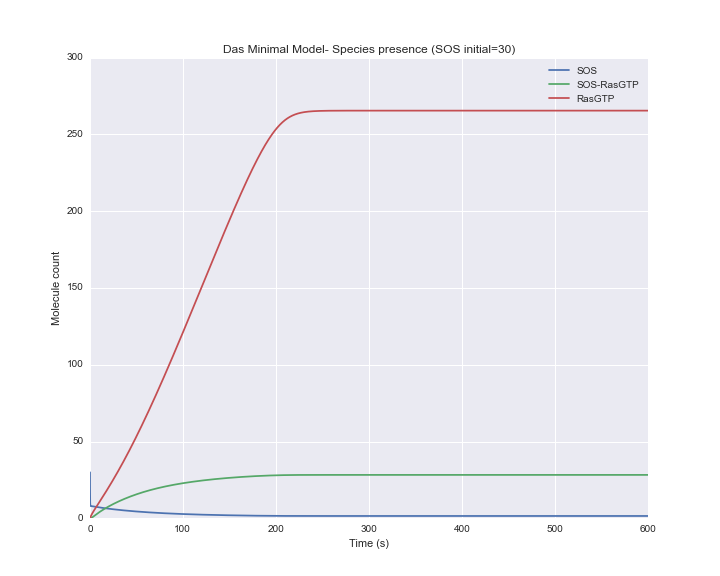 Das Minimal Model- Species presence (SOS initial=30)
SOS
SOS-RasGTP
RasGTP
300
250
200
150
100
50
0
Molecule count
0 100 200 300 400 500 600
Time (s)